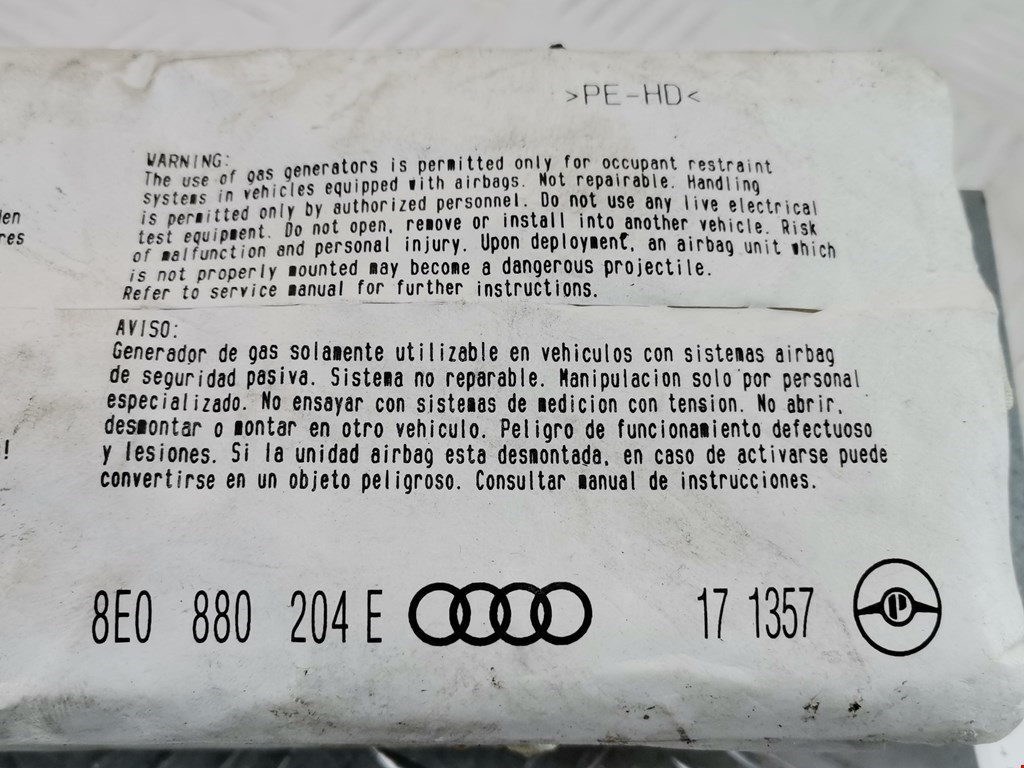 >PE-HD<
WARNING:
The use of gas generators is permitted only for occupant restraint
systems in vehicles equipped with airbags. Not repairable. Handling
is permitted only by authorized personnel. Do not use any live electrical
test equipment. Do not open, remove or install into another vehicle. Risk
of malfunction and personal injury. Upon deployment, an airbag unit which
is not properly mounted may become a dangerous projectile.
Refer to service manual for further instructions.
AVISO:
Generador de gas solamente utilizable en vehiculos con sistemas airbag
de seguridad pasiva. Sistema no reparable. Manipulacion solo por personal
especializado. No ensayar con sistemas de medicion con tension. No abrir,
desmontar o montar en otro vehiculo. Peligro de funcionamiento defectuoso
y lesiones. Si la unidad airbag esta desmontada, en caso de activarse puede
convertirse en un objeto peligroso. Consultar manual de instrucciones.
8E0 880 204 E 17 1357 P